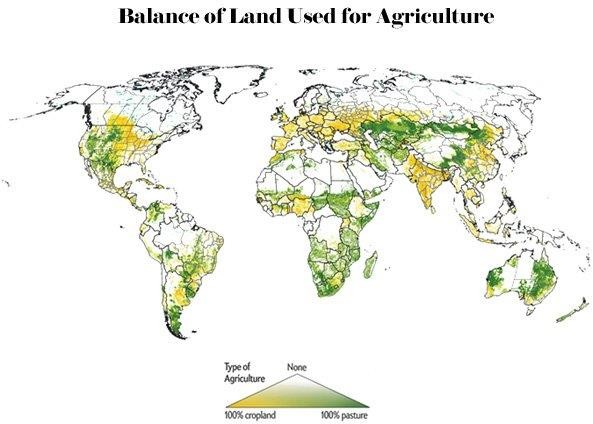 Balance of Land Used for Agriculture
Type of
Agriculture
None
100% cropland
100% pasture